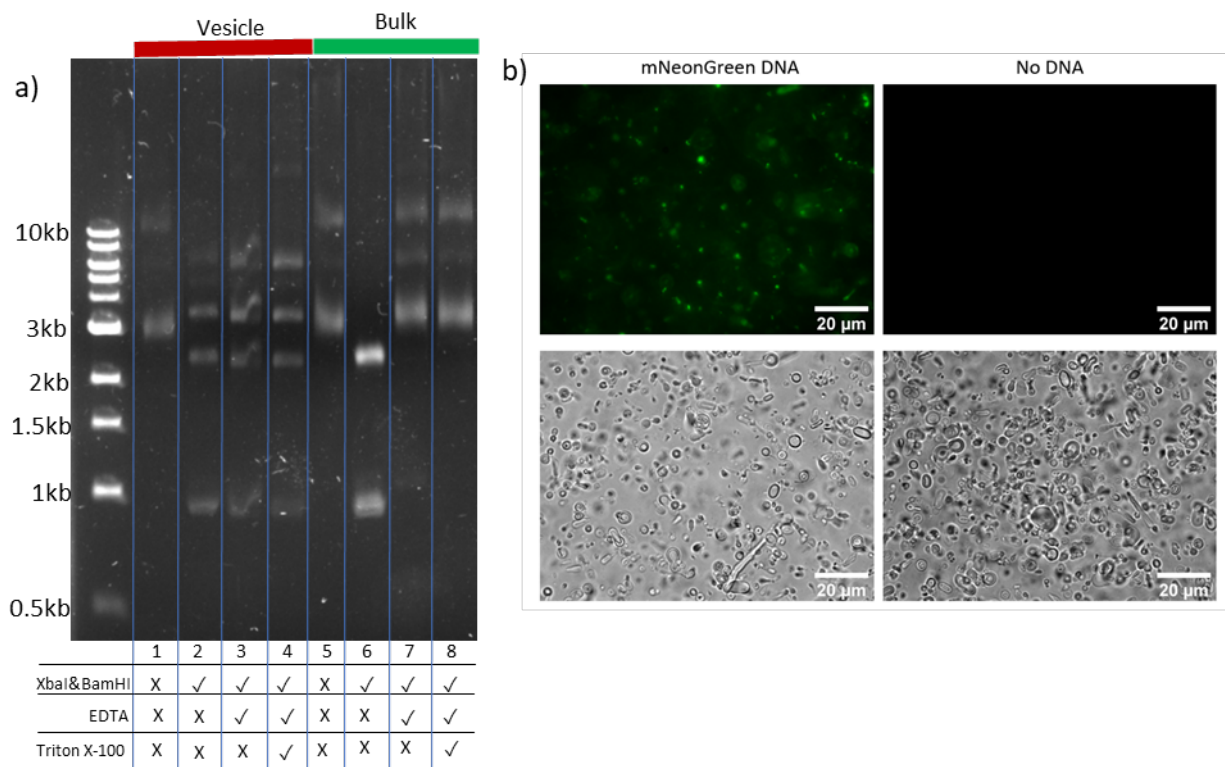 Vesicle Bulk
a)
10kb
3kb
2kb
1.5kb
1kb
0.5kb
1 2 3 4 5 6 7 8
XbaI&BamHI X ✓ ✓ ✓ X ✓ ✓ ✓
EDTA X X ✓ ✓ X X ✓ ✓
Triton X-100 X X X ✓ X X X ✓
b)
mNeonGreen DNA No DNA
20 µm 20 µm
20 µm 20 µm